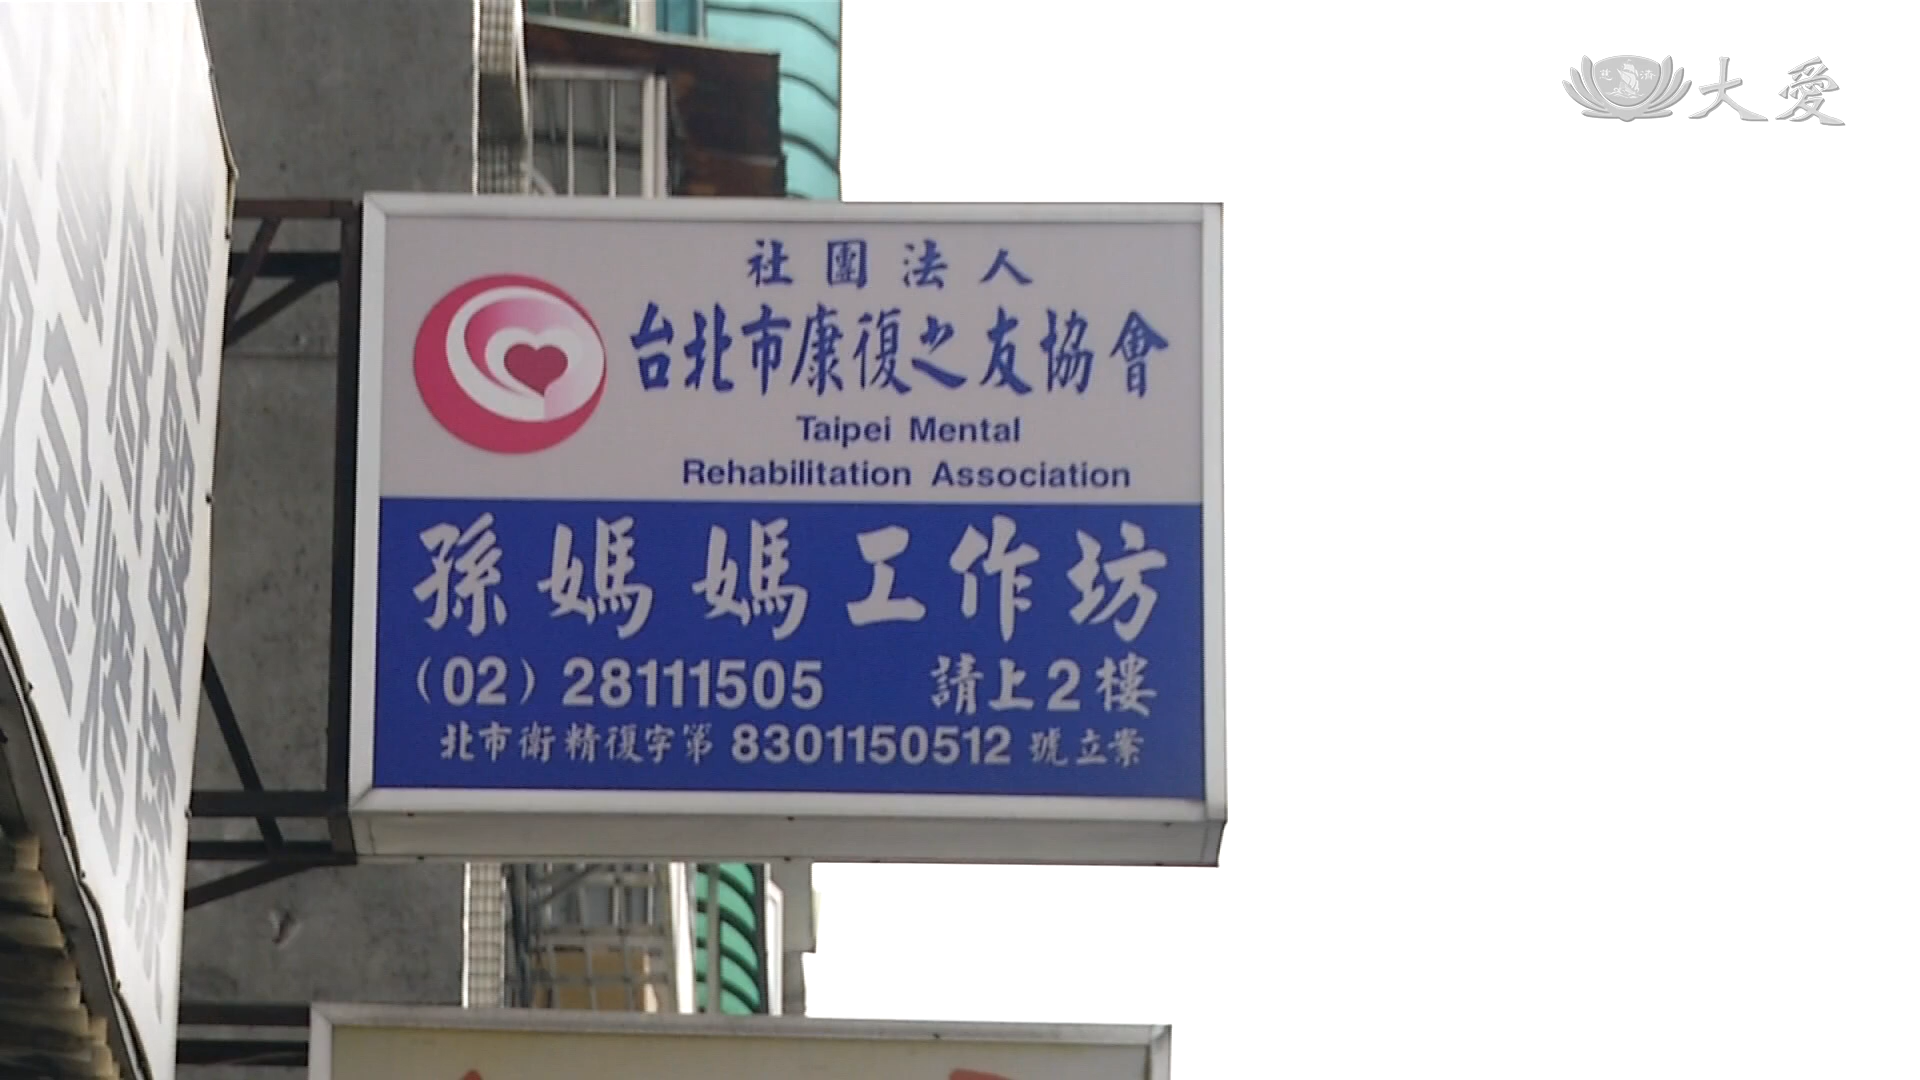 大愛
社團法人
台北市康復之友協會
Taipei Mental
Rehabilitation Association
孫媽媽工作坊
(02) 28111505 請上2樓
北市衛精復字第 8301150512 號立案